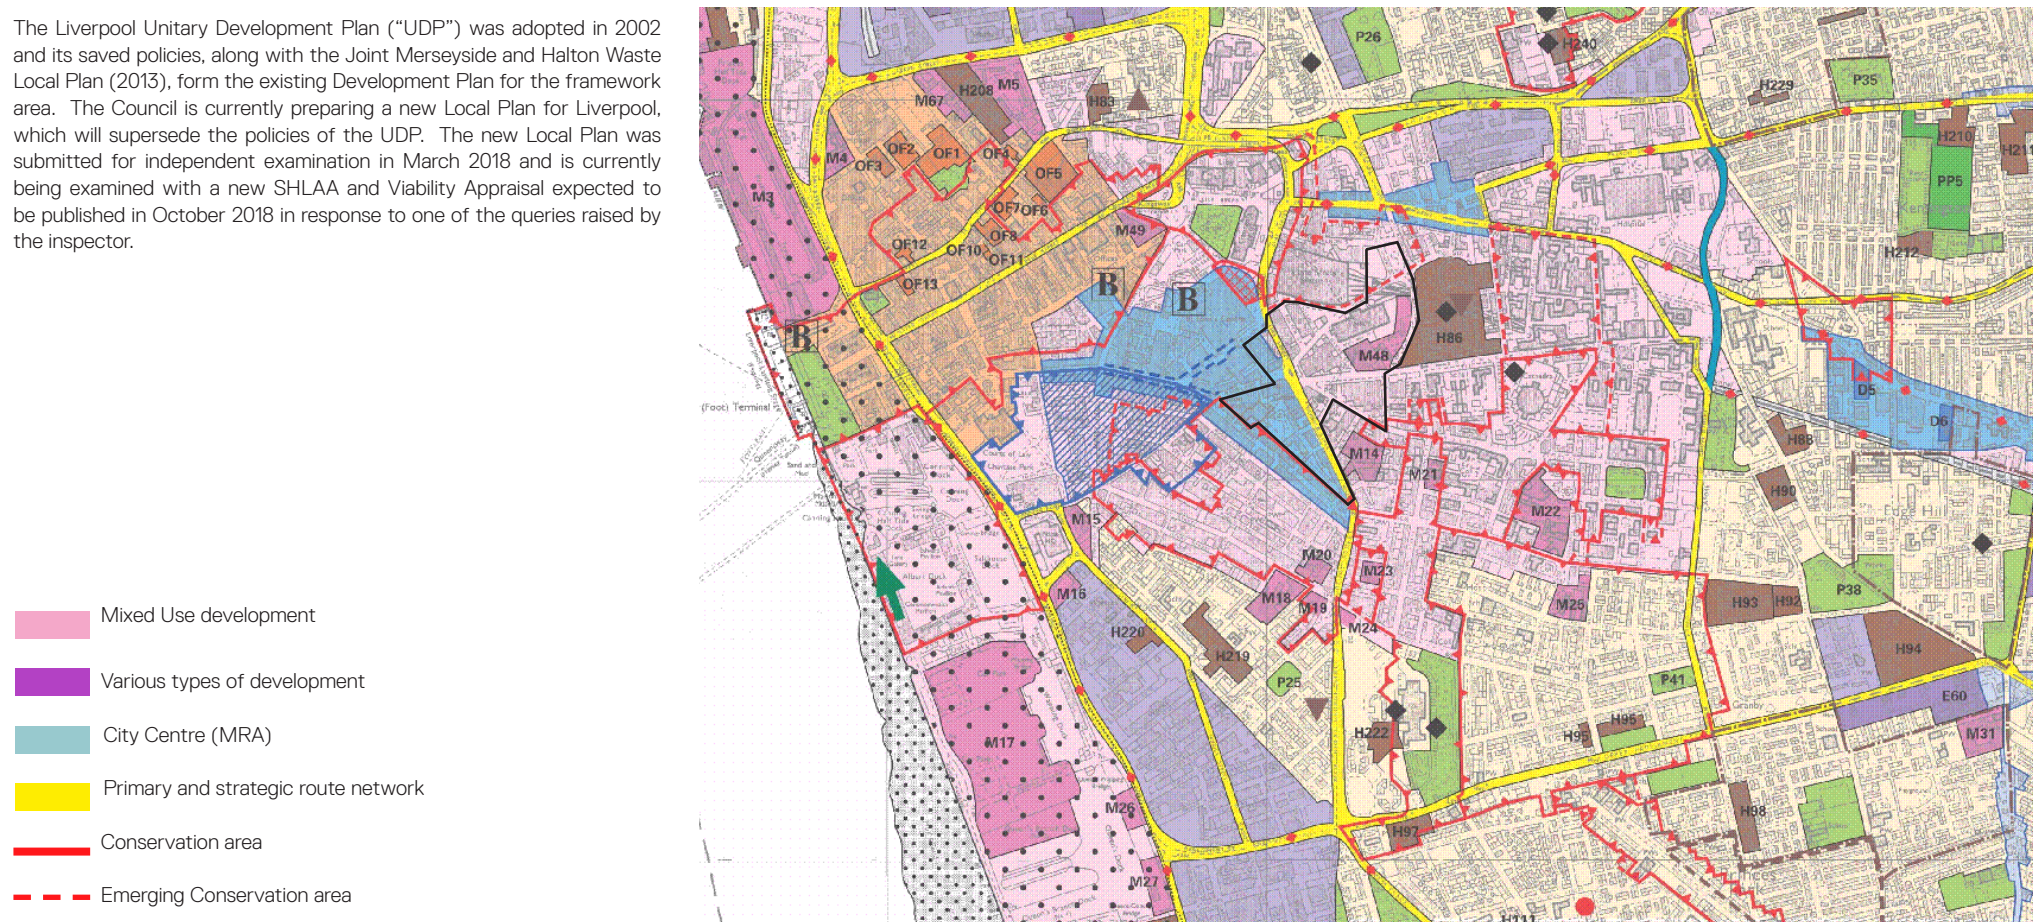 The Liverpool Unitary Development Plan (“UDP”) was adopted in 2002
and its saved policies, along with the Joint Merseyside and Halton Waste
Local Plan (2013), form the existing Development Plan for the framework
area. The Council is currently preparing a new Local Plan for Liverpool,
which will supersede the policies of the UDP. The new Local Plan was
submitted for independent examination in March 2018 and is currently
being examined with a new SHLAA and Viability Appraisal expected to
be published in October 2018 in response to one of the queries raised by
the inspector.
Mixed Use development
Various types of development
City Centre (MRA)
Primary and strategic route network
Conservation area
Emerging Conservation area
P26
H240
H229
P35
M67
H208
M5
H83
H210
H211
M4
OF3
OF2
OF1
OF4
OF5
PP5
M3
OF7
OF6
OF8
M49
OF12
OF10
OF11
H212
OF13
B
B
B
H86
M48
(Foot) Terminal
D5
D6
H88
M14
M21
H90
M22
M15
M20
M23
M16
M18
M19
M25
H93
H92
P38
M24
H220
H219
H94
P25
P41
E60
Granby
H222
H95
H95
M31
M17
M26
H98
H97
M27
H111